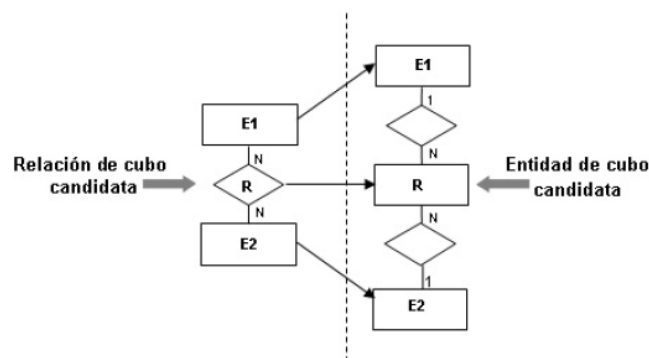 E1
1
E1
N
N
Relación de cubo
candidata
R
R
Entidad de cubo
candidata
N
N
E2
1
E2